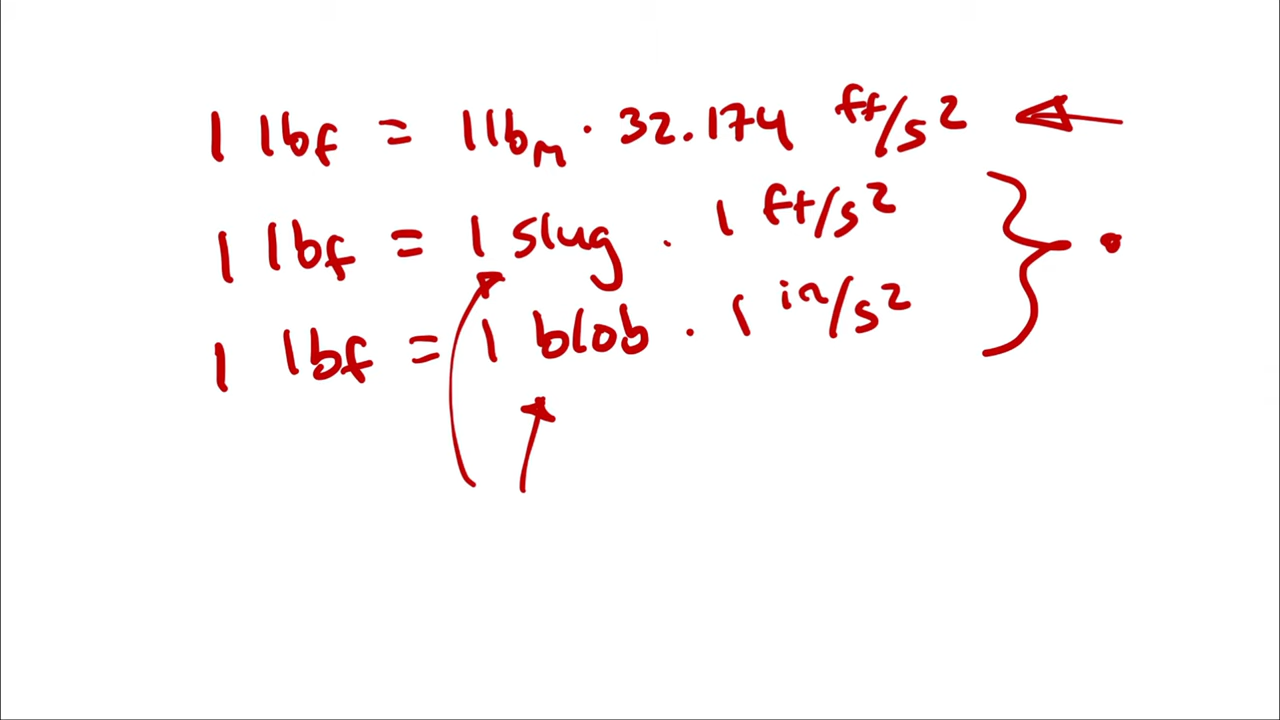 1 lbf = 1 lbm · 32.174 ft/s²
1 lbf = 1 slug · 1 ft/s²
1 lbf = 1 blob · 1 in/s²